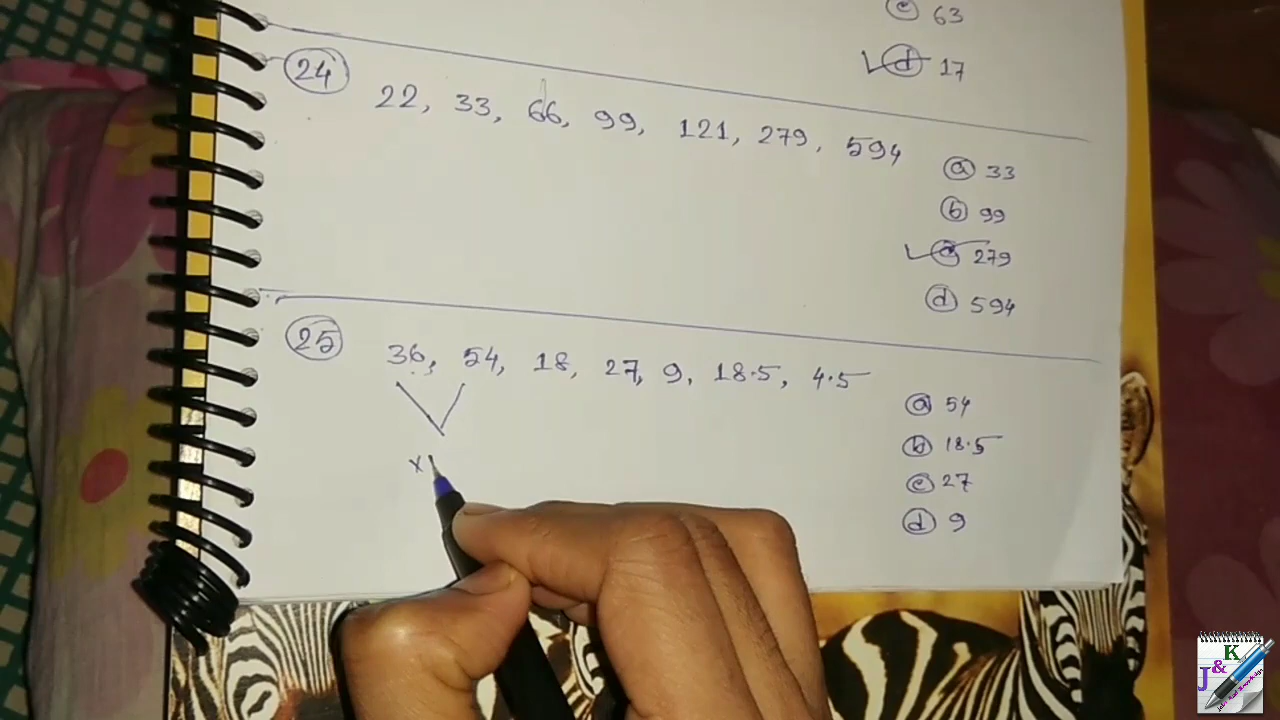 c 63
d 17
24 22, 33, 66, 99, 121, 279, 594
a 33
b 99
c 279
d 594
25 36, 54, 18, 27, 9, 18.5, 4.5
x
a 54
b 18.5
c 27
d 9
J&K